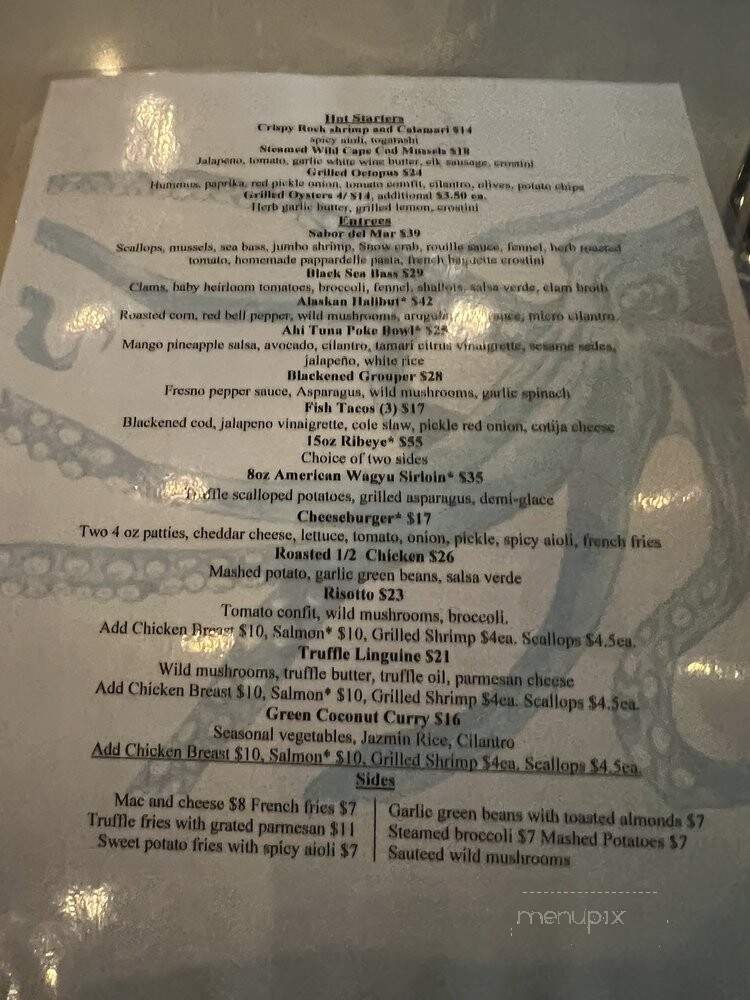 Hot Starters
Crispy Rock shrimp and Calamari $14
spicy aioli, togarashi
Steamed Wild Cape Cod Mussels $18
Jalapeno, tomato, garlic white wine butter, elk sausage, crostini
Grilled Octopus $24
Hummus, paprika, red pickle onion, tomato comfit, cilantro, olives, potato chips
Grilled Oysters 4/ $14, additional $3.50 ea.
Herb garlic butter, grilled lemon, crostini
Entrees
Sabor del Mar $39
Scallops, mussels, sea bass, jumbo shrimp, Snow crab, rouille sauce, fennel, herb roasted
tomato, homemade pappardelle pasta, french baguette crostini
Black Sea Bass $29
Clams, baby heirloom tomatoes, broccoli, fennel, shallots, salsa verde, clam broth
Alaskan Halibut* $42
Roasted corn, red bell pepper, wild mushrooms, arugula, sauce, micro cilantro
Ahi Tuna Poke Bowl* $25
Mango pineapple salsa, avocado, cilantro, tamari citrus vinaigrette, sesame sedes,
jalapeño, white rice
Blackened Grouper $28
Fresno pepper sauce, Asparagus, wild mushrooms, garlic spinach
Fish Tacos (3) $17
Blackened cod, jalapeno vinaigrette, cole slaw, pickle red onion, cotija cheese
15oz Ribeye* $55
Choice of two sides
8oz American Wagyu Sirloin* $35
Truffle scalloped potatoes, grilled asparagus, demi-glace
Cheeseburger* $17
Two 4 oz patties, cheddar cheese, lettuce, tomato, onion, pickle, spicy aioli, french fries
Roasted 1/2 Chicken $26
Mashed potato, garlic green beans, salsa verde
Risotto $23
Tomato confit, wild mushrooms, broccoli.
Add Chicken Breast $10, Salmon* $10, Grilled Shrimp $4ea. Scallops $4.5ea.
Truffle Linguine $21
Wild mushrooms, truffle butter, truffle oil, parmesan cheese
Add Chicken Breast $10, Salmon* $10, Grilled Shrimp $4ea. Scallops $4.5ea.
Green Coconut Curry $16
Seasonal vegetables, Jazmin Rice, Cilantro
Add Chicken Breast $10, Salmon* $10, Grilled Shrimp $4ea. Scallops $4.5ea.
Sides
Mac and cheese $8 French fries $7
Truffle fries with grated parmesan $11
Sweet potato fries with spicy aioli $7
Garlic green beans with toasted almonds $7
Steamed broccoli $7 Mashed Potatoes $7
Sauteed wild mushrooms
menupix